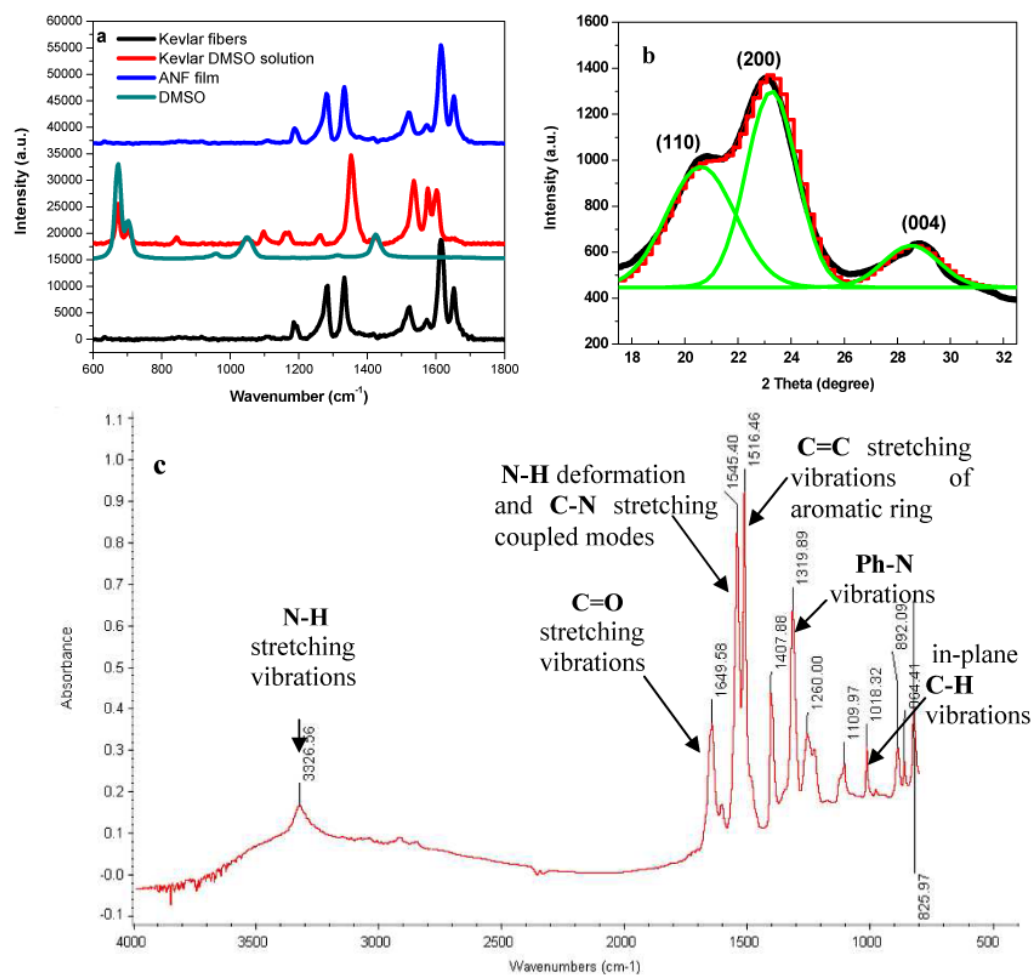 a
Kevlar fibers
Kevlar DMSO solution
ANF film
DMSO
60000
55000
50000
45000
40000
35000
30000
25000
20000
15000
10000
5000
0
Intensity (a.u.)
600 800 1000 1200 1400 1600 1800
Wavenumber (cm-1)
b
(200)
(110)
(004)
1600
1400
1200
1000
800
600
400
200
Intensity (a.u.)
18 20 22 24 26 28 30 32
2 Theta (degree)
c
1.1
1.0
0.9
0.8
0.7
0.6
0.5
0.4
0.3
0.2
0.1
-0.0
-0.1
Absorbance
N-H
stretching
vibrations
3326.56
N-H deformation
and C-N stretching
coupled modes
C=O
stretching
vibrations
1649.58
1545.40
1516.46
C=C stretching
vibrations of
aromatic ring
1407.88
1319.89
Ph-N
vibrations
1260.00
1109.97
1018.32
892.09
864.41
in-plane
C-H
vibrations
825.97
4000 3500 3000 2500 2000 1500 1000 500
Wavenumbers (cm-1)